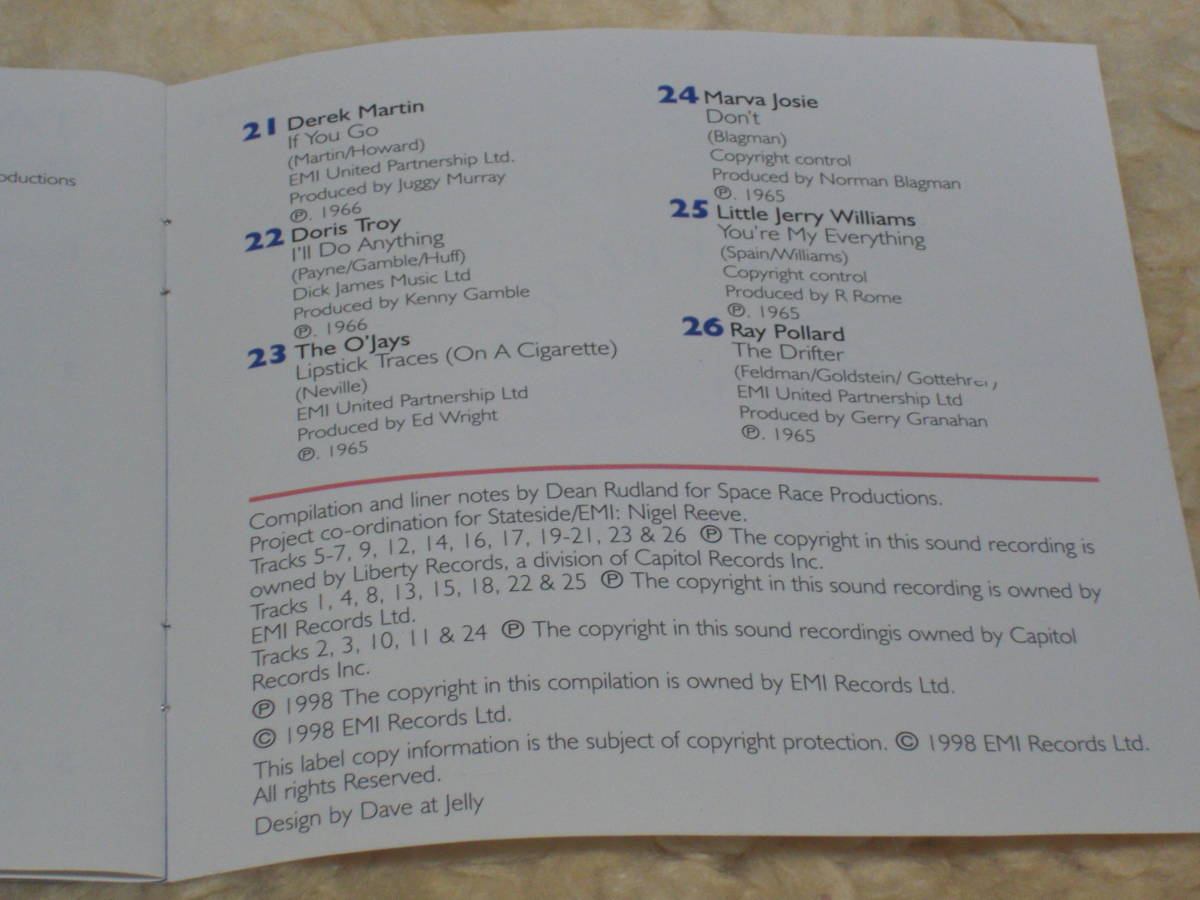 oductions
21 Derek Martin
If You Go
(Martin/Howard)
EMI United Partnership Ltd.
Produced by Juggy Murray
℗. 1966
22 Doris Troy
I'll Do Anything
(Payne/Gamble/Huff)
Dick James Music Ltd
Produced by Kenny Gamble
℗. 1966
23 The O'Jays
Lipstick Traces (On A Cigarette)
(Neville)
EMI United Partnership Ltd
Produced by Ed Wright
℗. 1965
24 Marva Josie
Don't
(Blagman)
Copyright control
Produced by Norman Blagman
℗. 1965
25 Little Jerry Williams
You're My Everything
(Spain/Williams)
Copyright control
Produced by R Rome
℗. 1965
26 Ray Pollard
The Drifter
(Feldman/Goldstein/
EMI United Partnership Ltd
Produced by Gerry Granahan
℗. 1965
Compilation and liner notes by Dean Rudland for Space Race Productions.
Project co-ordination for Stateside/EMI: Nigel Reeve.
Tracks 5-7, 9, 12, 14, 16, 17, 19-21, 23 & 26 ℗ The copyright in this sound recording is
owned by Liberty Records, a division of Capitol Records Inc.
Tracks 1, 4, 8, 13, 15, 18, 22 & 25 ℗ The copyright in this sound recording is owned by
EMI Records Ltd.
Tracks 2, 3, 10, 11 & 24 ℗ The copyright in this sound recordingis owned by Capitol
Records Inc.
℗ 1998 The copyright in this compilation is owned by EMI Records Ltd.
© 1998 EMI Records Ltd.
This label copy information is the subject of copyright protection. © 1998 EMI Records Ltd.
All rights Reserved.
Design by Dave at Jelly